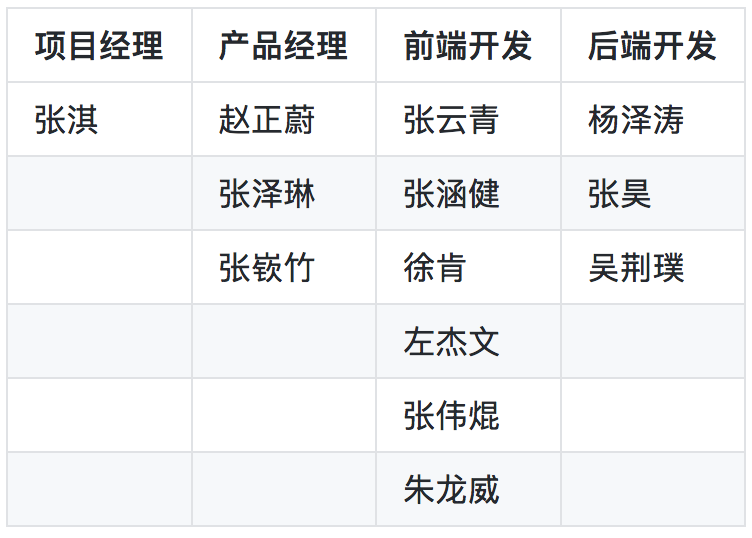 项目经理 产品经理 前端开发 后端开发
张淇 赵正蔚 张云青 杨泽涛
张泽琳 张涵健 张昊
张嵚竹 徐肯 吴荆璞
左杰文
张伟焜
朱龙威